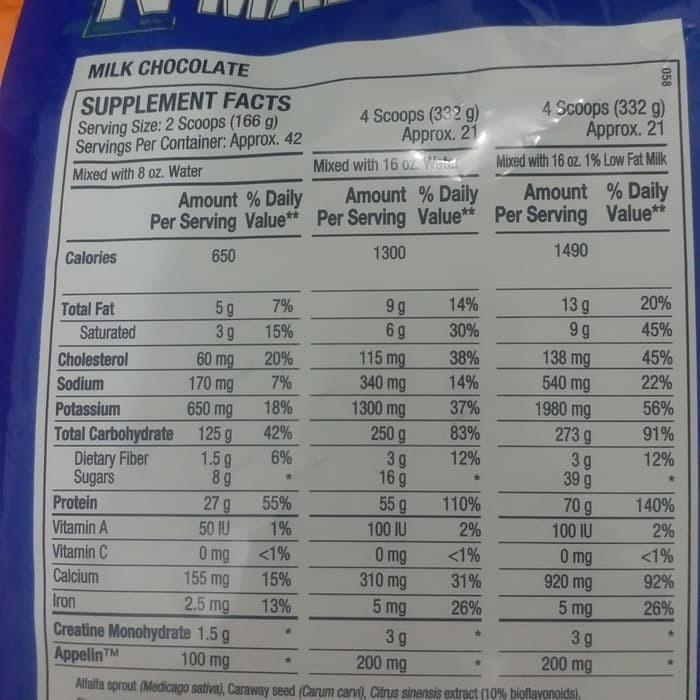 MILK CHOCOLATE
058
SUPPLEMENT FACTS
Serving Size: 2 Scoops (166 g)
Servings Per Container: Approx. 42
4 Scoops (332 g)
Approx. 21
4 Scoops (332 g)
Approx. 21
Mixed with 8 oz. Water
Mixed with 16 oz. Water
Mixed with 16 oz. 1% Low Fat Milk
Amount % Daily Amount % Daily Amount % Daily
Per Serving Value** Per Serving Value** Per Serving Value**
Calories 650 1300 1490
Total Fat 5 g 7% 9 g 14% 13 g 20%
Saturated 3 g 15% 6 g 30% 9 g 45%
Cholesterol 60 mg 20% 115 mg 38% 138 mg 45%
Sodium 170 mg 7% 340 mg 14% 540 mg 22%
Potassium 650 mg 18% 1300 mg 37% 1980 mg 56%
Total Carbohydrate 125 g 42% 250 g 83% 273 g 91%
Dietary Fiber 1.5 g 6% 3 g 12% 3 g 12%
Sugars 8 g * 16 g * 39 g *
Protein 27 g 55% 55 g 110% 70 g 140%
Vitamin A 50 IU 1% 100 IU 2% 100 IU 2%
Vitamin C 0 mg <1% 0 mg <1% 0 mg <1%
Calcium 155 mg 15% 310 mg 31% 920 mg 92%
Iron 2.5 mg 13% 5 mg 26% 5 mg 26%
Creatine Monohydrate 1.5 g * 3 g * 3 g *
Appelin™ 100 mg * 200 mg * 200 mg *
Alfalfa sprout (Medicago sativa), Caraway seed (Carum carvi), Citrus sinensis extract (10% bioflavonoids),